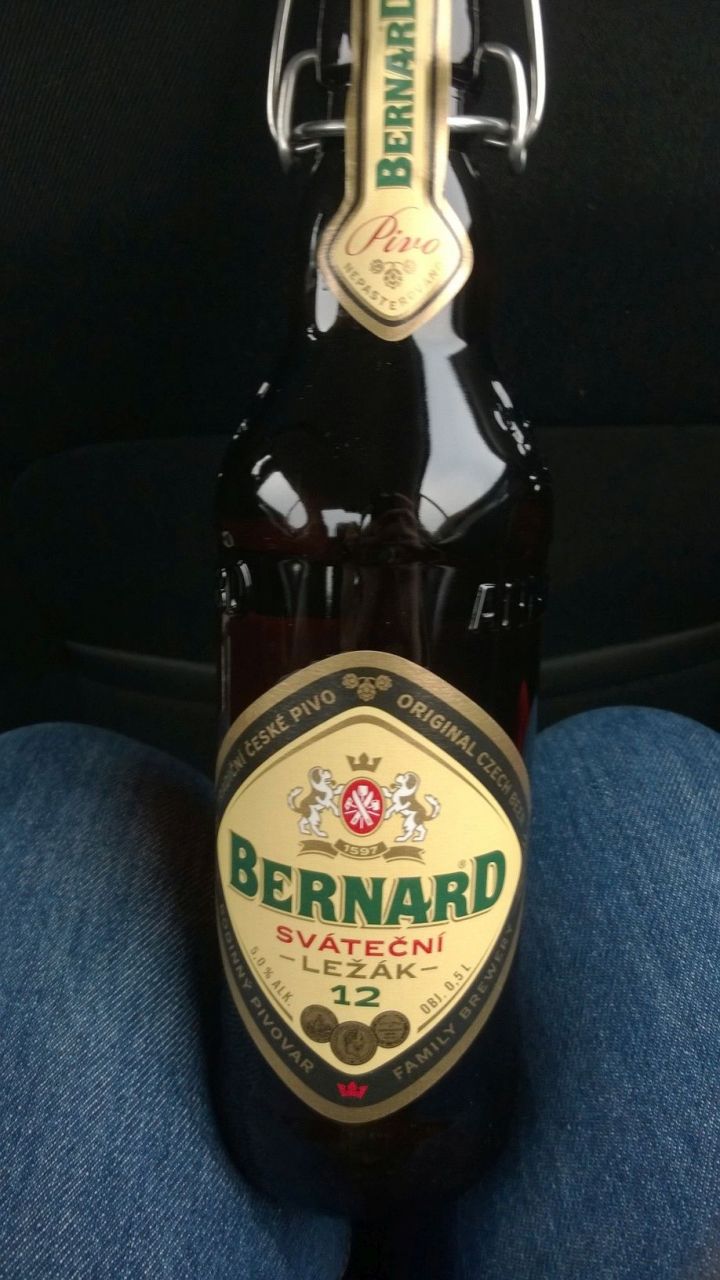 BERNARD
Pivo
NEPASTEROVANÉ
ČESKÉ PIVO
ORIGINAL CZECH BEER
1597
BERNARD®
SVÁTEČNÍ
-LEŽÁK-
12
5,0 % ALK.
OBJ. 0,5 L
RODINNÝ PIVOVAR
FAMILY BREWERY